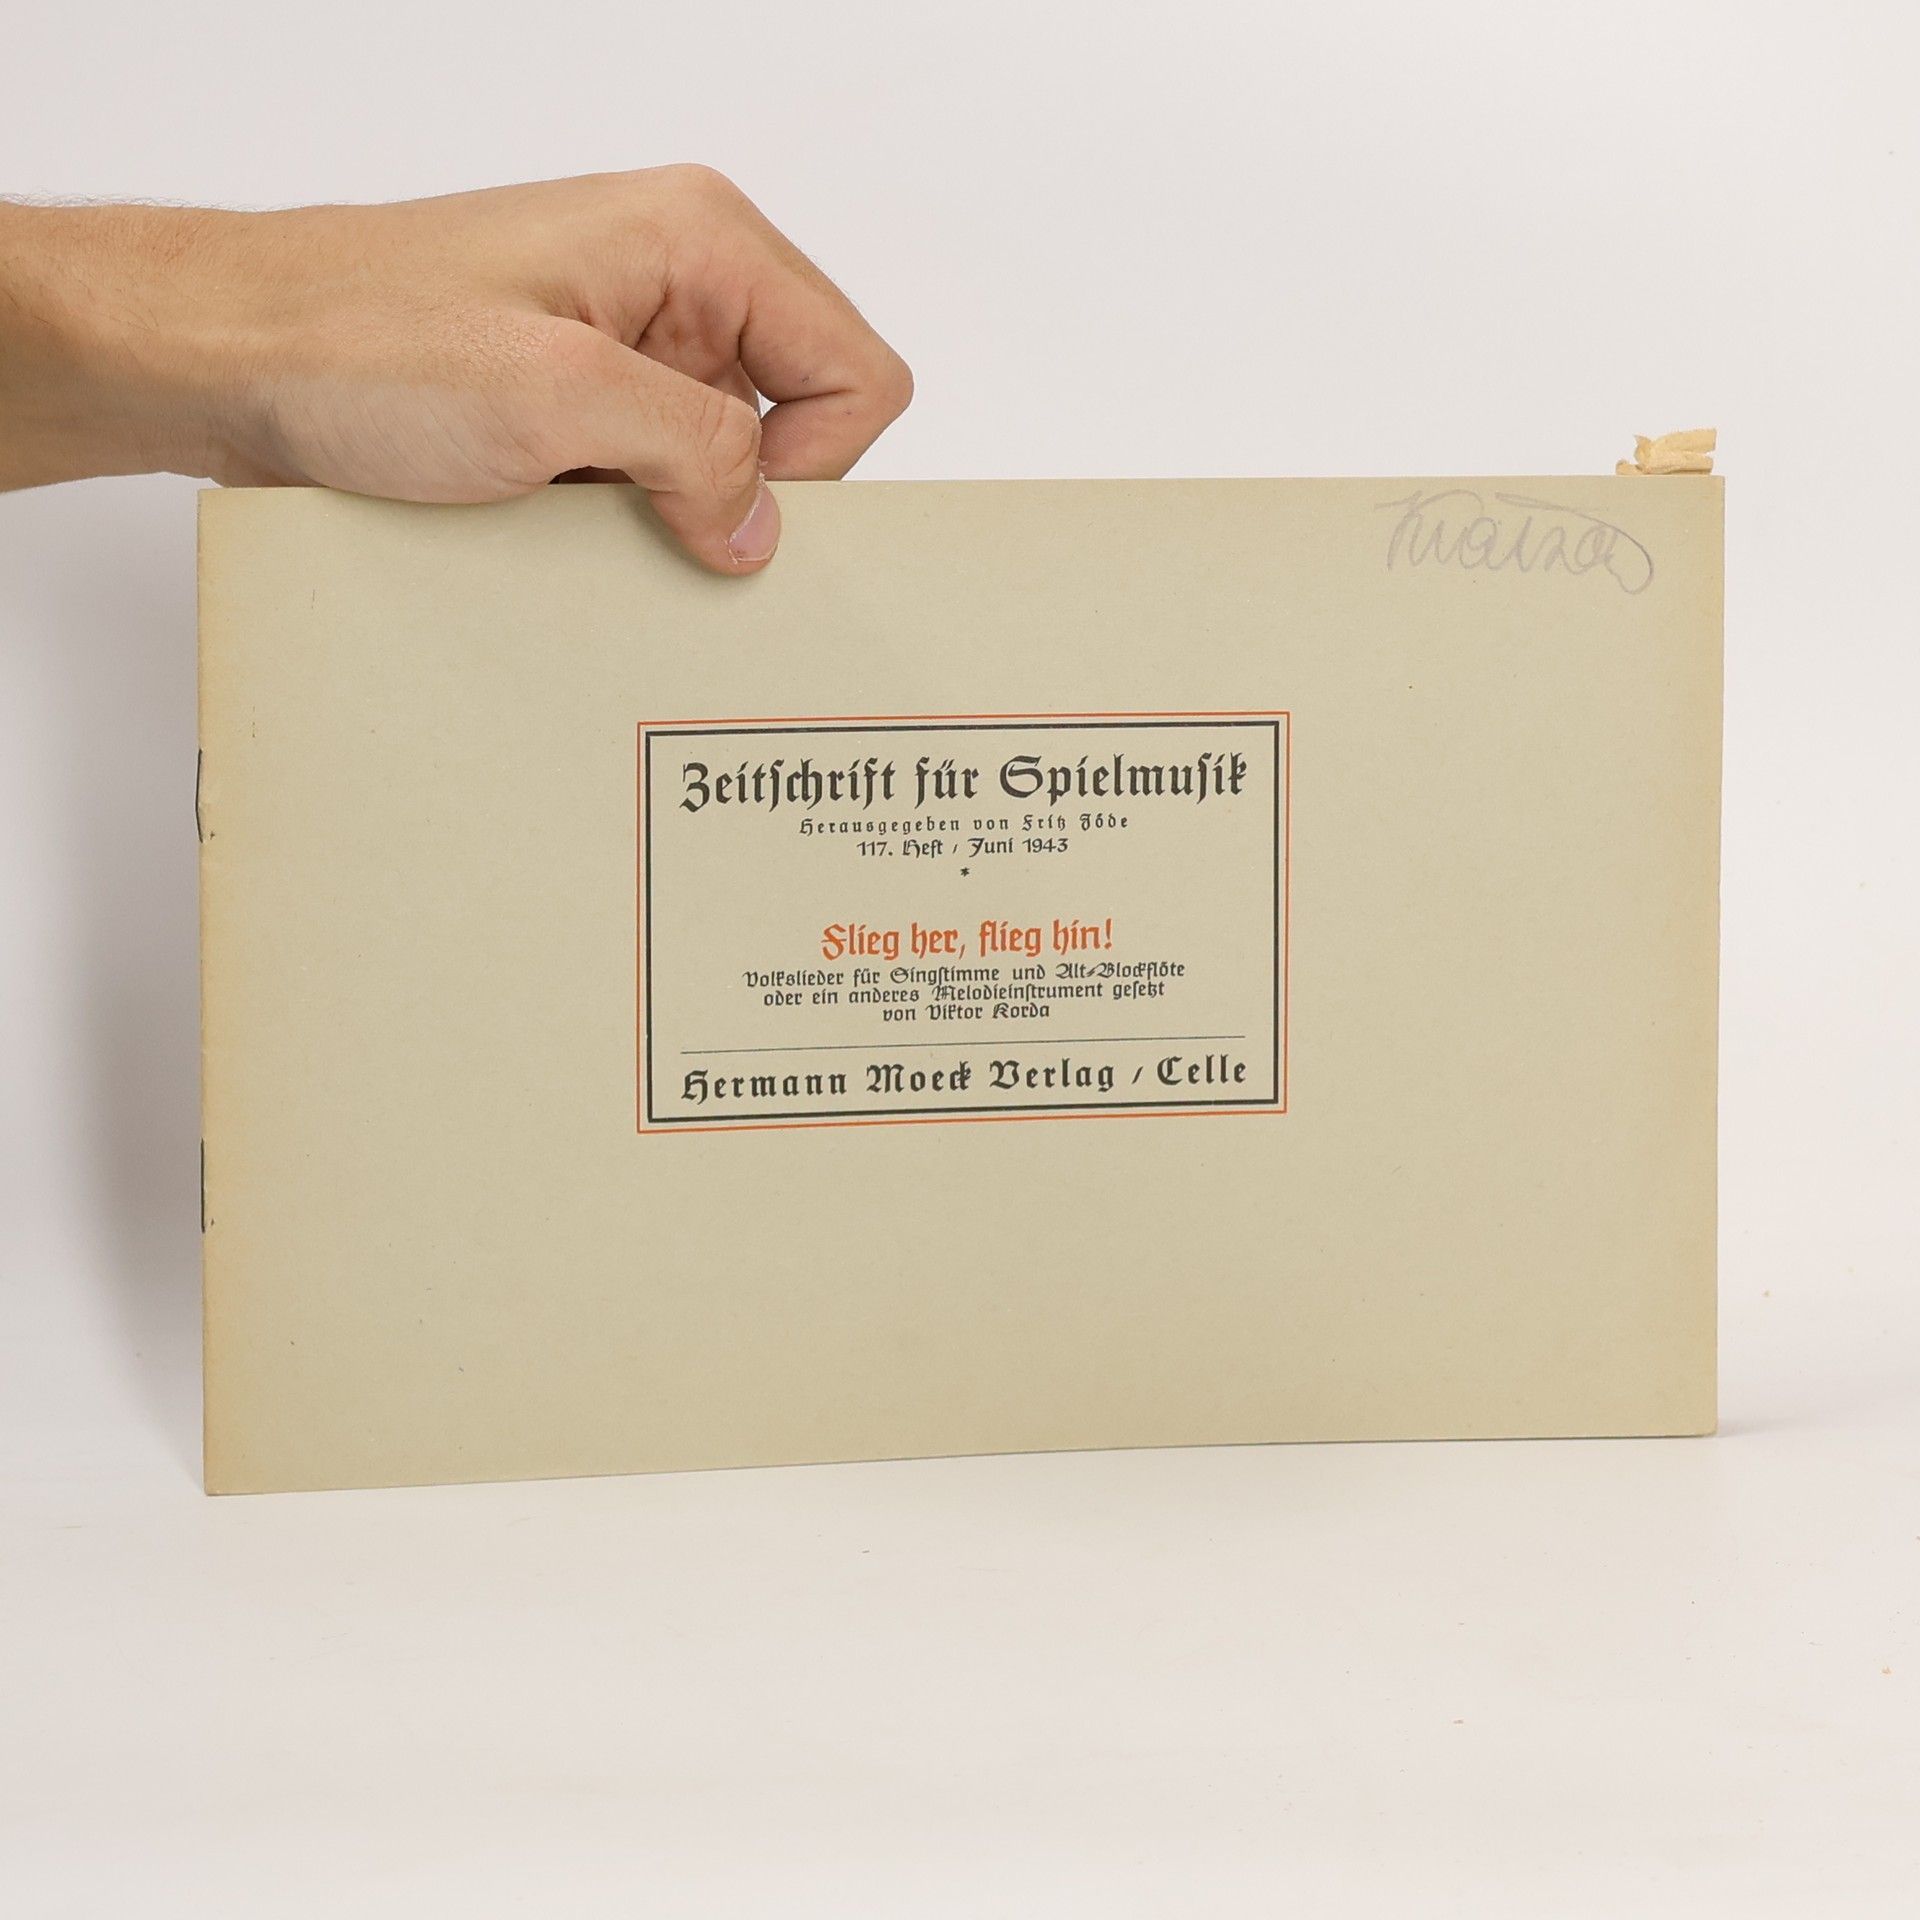 Zeitschrift für Spielmusik
Herausgegeben von Fritz Jöde
117. Heft / Juni 1943
*
Flieg her, flieg hin!
Volkslieder für Singstimme und Alt-Blockflöte
oder ein anderes Melodieinstrument gesetzt
von Viktor Korda
Hermann Moeck Verlag / Celle